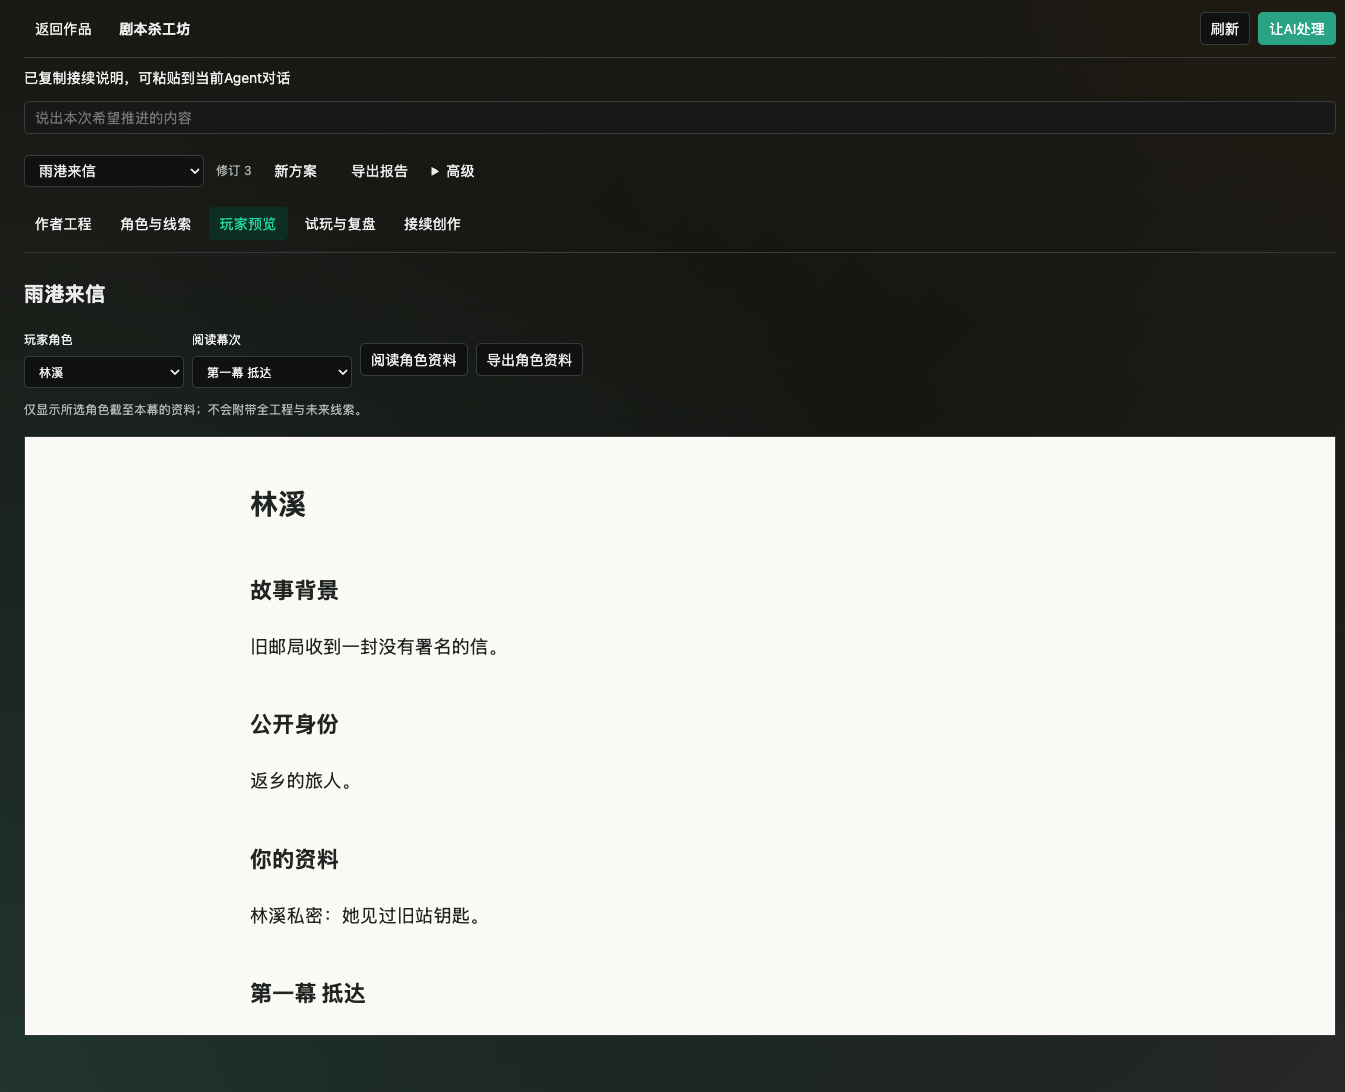 返回作品 剧本杀工坊 刷新 让AI处理
已复制接续说明，可粘贴到当前Agent对话
说出本次希望推进的内容
雨港来信 修订 3 新方案 导出报告 ▶ 高级
作者工程 角色与线索 玩家预览 试玩与复盘 接续创作
雨港来信
玩家角色 阅读幕次
林溪 第一幕 抵达 阅读角色资料 导出角色资料
仅显示所选角色截至本幕的资料；不会附带全工程与未来线索。
林溪
故事背景
旧邮局收到一封没有署名的信。
公开身份
返乡的旅人。
你的资料
林溪私密：她见过旧站钥匙。
第一幕 抵达